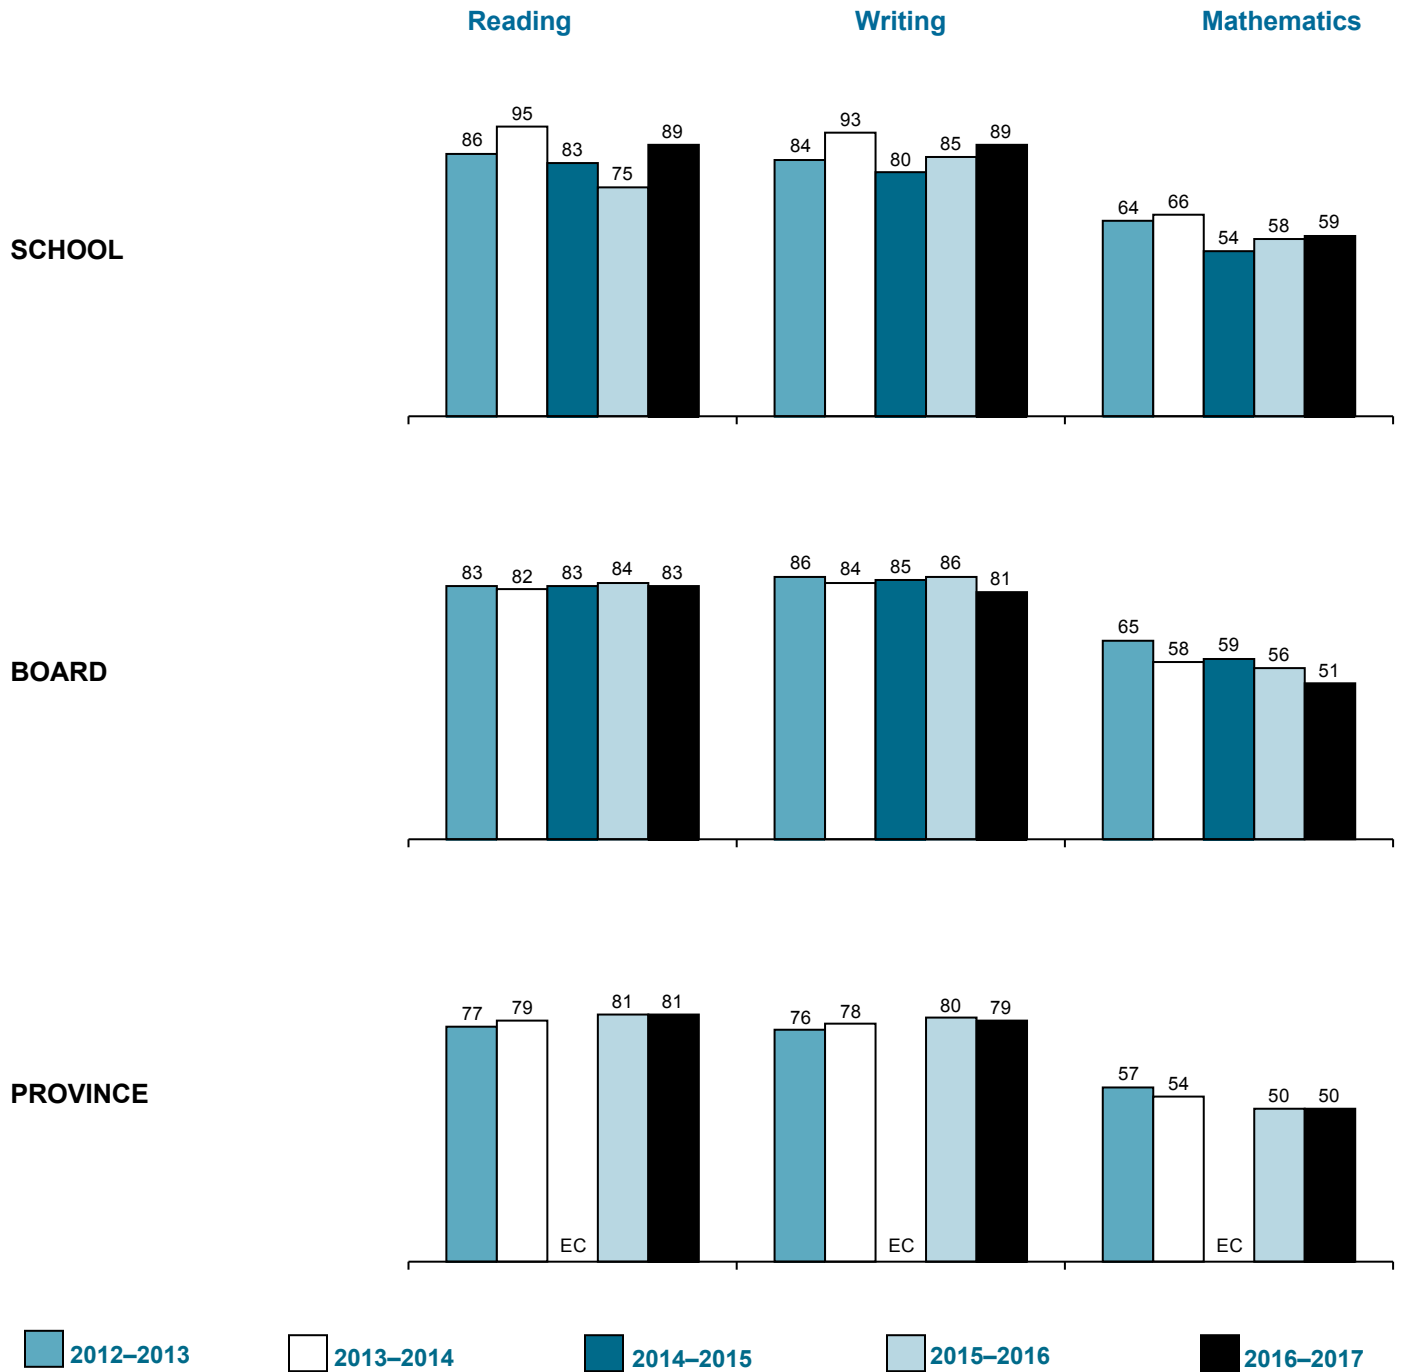 Reading Writing Mathematics
SCHOOL
86 95 83 75 89 84 93 80 85 89 64 66 54 58 59
BOARD
83 82 83 84 83 86 84 85 86 81 65 58 59 56 51
PROVINCE
77 79 EC 81 81 76 78 EC 80 79 57 54 EC 50 50
2012–2013 2013–2014 2014–2015 2015–2016 2016–2017